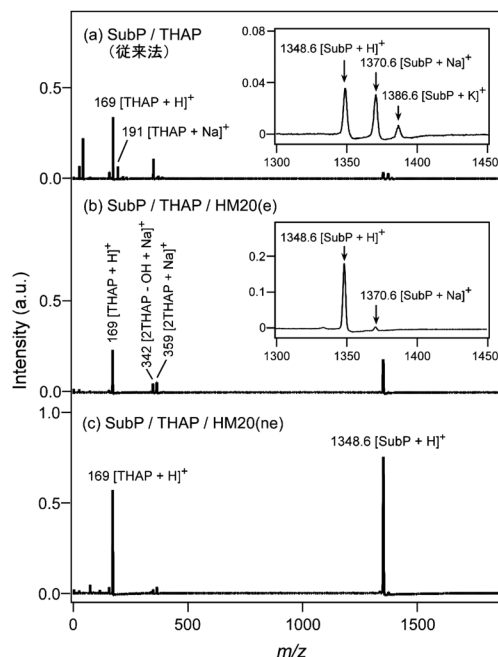 (a) SubP / THAP
(従来法)
169 [THAP + H]+
191 [THAP + Na]+
0.5
0.0
0.08
0.04
0
1348.6 [SubP + H]+
1370.6 [SubP + Na]+
1386.6 [SubP + K]+
1300
1350
1400
1450
(b) SubP / THAP / HM20(e)
169 [THAP + H]+
342 [2THAP - OH + Na]+
359 [2THAP + Na]+
0.5
0.0
0.2
0.1
0
1348.6 [SubP + H]+
1370.6 [SubP + Na]+
1300
1350
1400
1450
Intensity (a.u.)
(c) SubP / THAP / HM20(ne)
169 [THAP + H]+
1348.6 [SubP + H]+
1.0
0.5
0.0
0
500
1000
1500
m/z